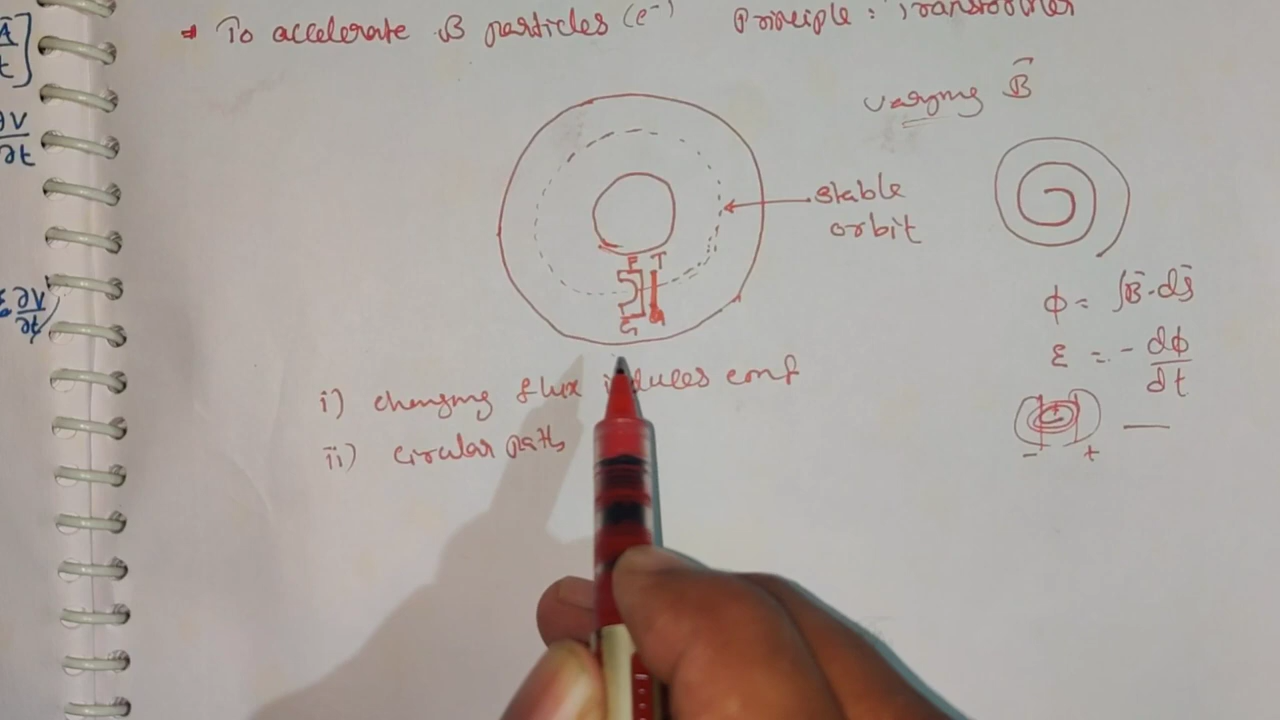 → To accelerate β particles (e⁻) Principle : Transformer
varying B⃗
stable
orbit
F T
G
φ = ∫B⃗·ds⃗
ε = - dφ/dt
i) changing flux induces emf
ii) circular path
- +
A
t]
∂V
∂t